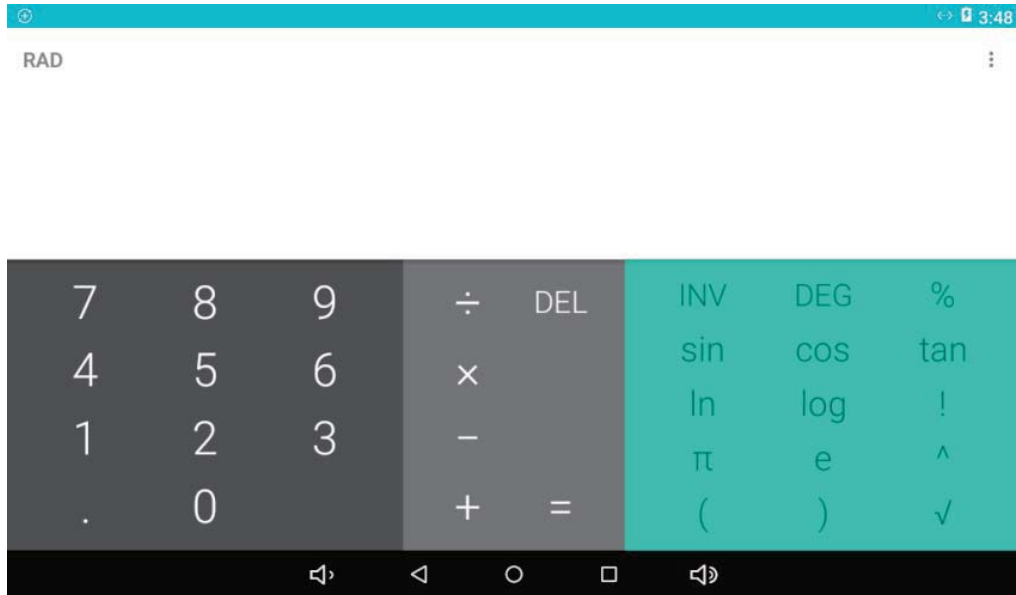 3:48
RAD
7 8 9 ÷ DEL INV DEG %
4 5 6 × sin cos tan
1 2 3 − ln log !
. 0 + = π e ^
( ) √